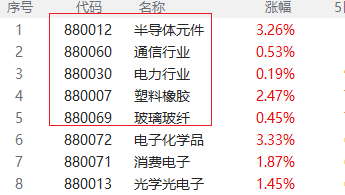 序号 代码 名称 涨幅 5
1 880012 半导体元件 3.26%
2 880060 通信行业 0.53%
3 880030 电力行业 0.19%
4 880007 塑料橡胶 2.47%
5 880069 玻璃玻纤 0.45%
6 880072 电子化学品 3.33%
7 880071 消费电子 1.87%
8 880013 光学光电子 1.45%